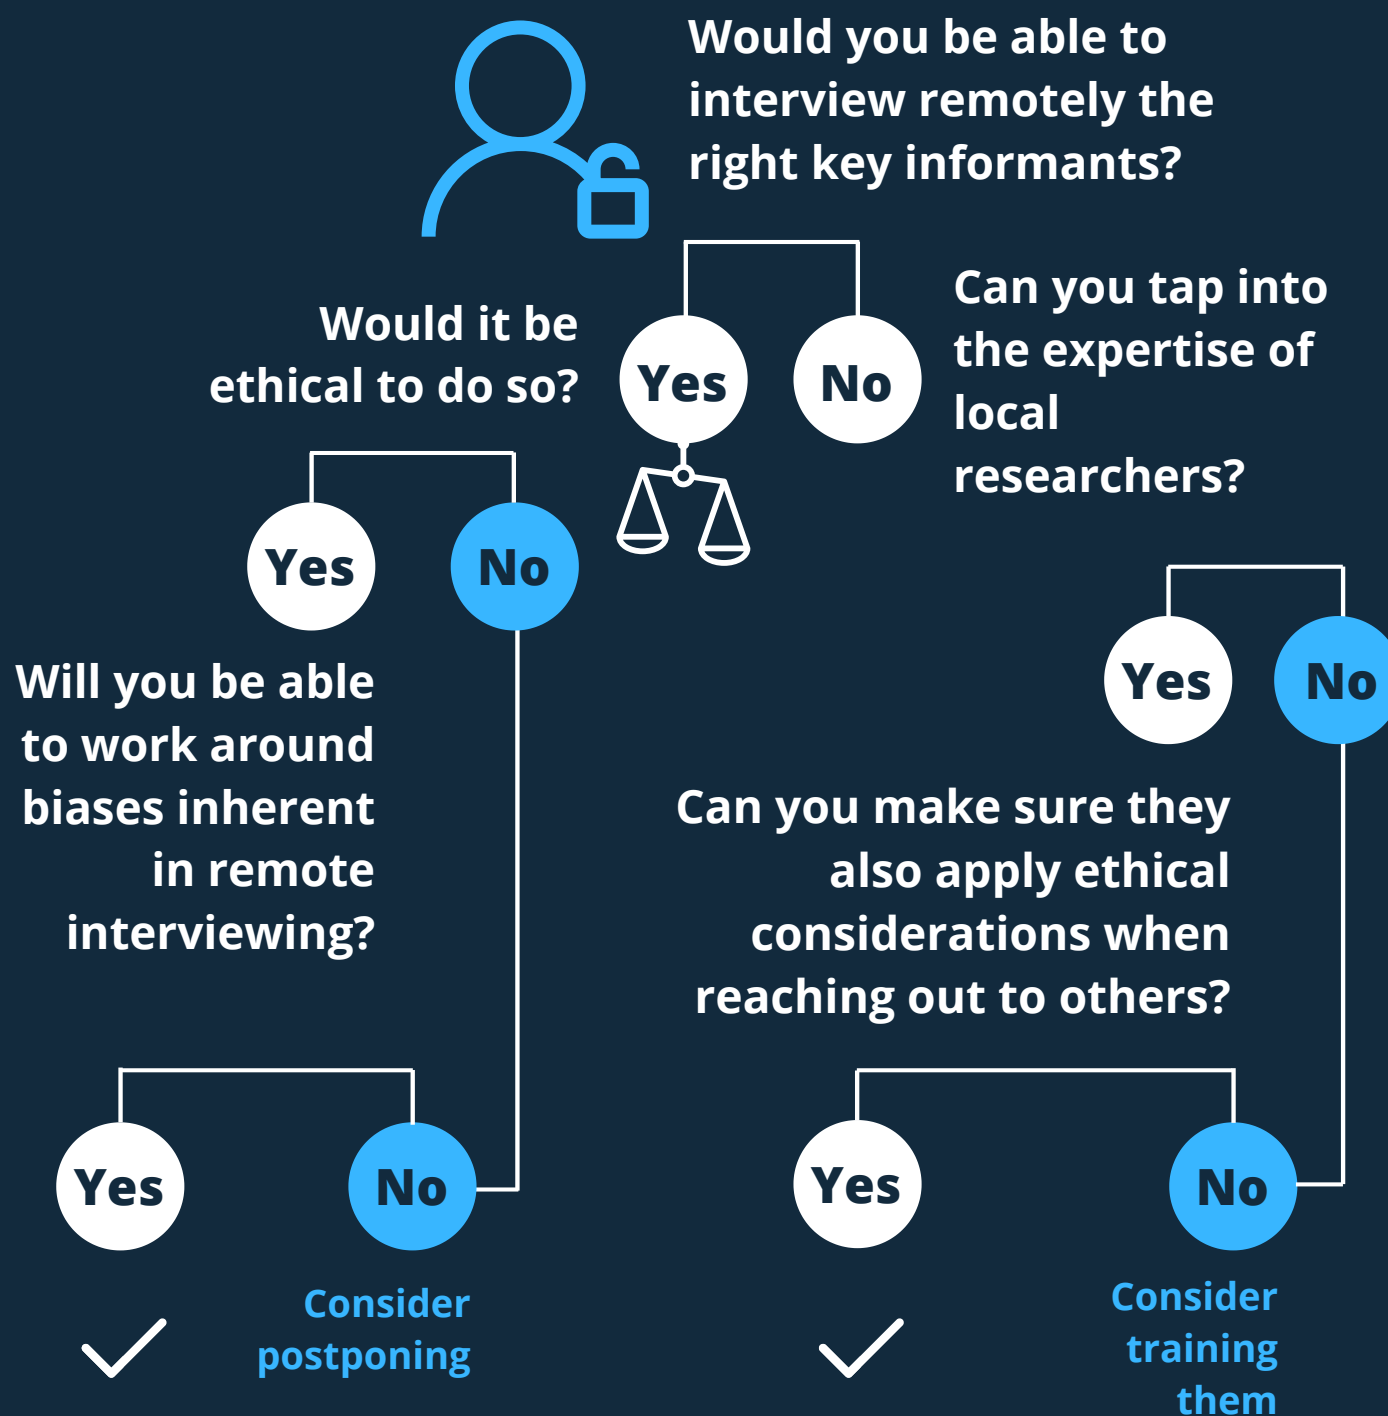 Would you be able to
interview remotely the
right key informants?
Would it be
ethical to do so?
Yes
No
Can you tap into
the expertise of
local
researchers?
Yes
No
Yes
No
Will you be able
to work around
biases inherent
in remote
interviewing?
Can you make sure they
also apply ethical
considerations when
reaching out to others?
Yes
No
Yes
No
Consider
postponing
Consider
training
them